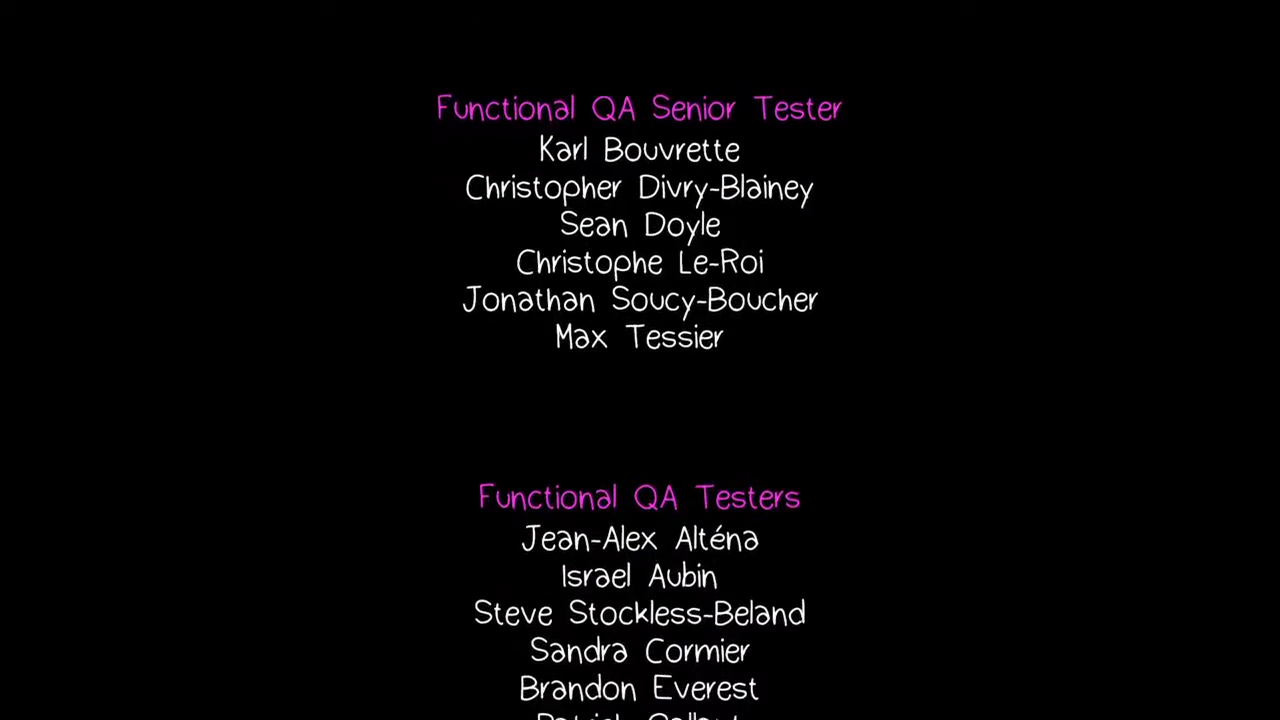 Functional QA Senior Tester
Karl Bouvrette
Christopher Divry-Blainey
Sean Doyle
Christophe Le-Roi
Jonathan Soucy-Boucher
Max Tessier
Functional QA Testers
Jean-Alex Alténa
Israel Aubin
Steve Stockless-Beland
Sandra Cormier
Brandon Everest